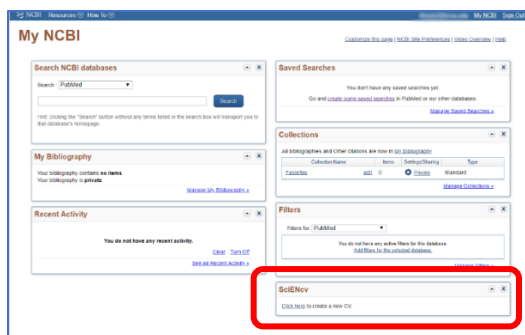 NCBI Resources How To
My NCBI Sign Out
My NCBI
Customize this page | NCBI Site Preferences | Video Overview | Help
Search NCBI databases
Search : PubMed
Search
Hint: clicking the "Search" button without any terms listed in the search box will transport you to
that database's homepage.
My Bibliography
Your bibliography contains no items.
Your bibliography is private.
Manage My Bibliography »
Recent Activity
You do not have any recent activity.
Clear Turn Off
See All Recent Activity »
Saved Searches
You don't have any saved searches yet.
Go and create some saved searches in PubMed or our other databases.
Manage Saved Searches »
Collections
All bibliographies and Other citations are now in My Bibliography
Collection Name Items Settings/Sharing Type
Favorites edit 0 Private Standard
Manage Collections »
Filters
Filters for: PubMed
You do not have any active filters for this database.
Add filters for the selected database.
Manage Filters »
SciENcv
Click here to create a new CV.